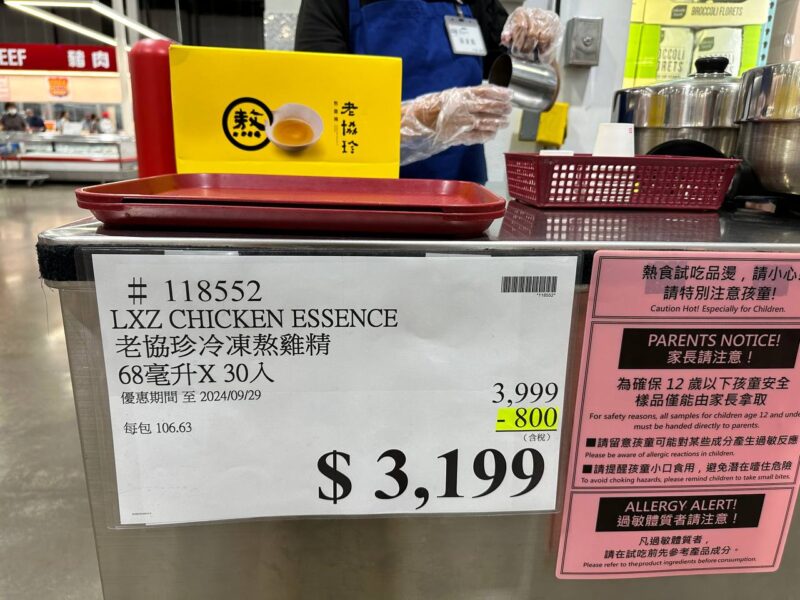 EEF 豬肉
熬
老協珍
BROCCOLI FLORETS
# 118552
*118552*
LXZ CHICKEN ESSENCE
老協珍冷凍熬雞精
68毫升X 30入
優惠期間 至 2024/09/29
每包 106.63
3,999
- 800
(含稅)
$ 3,199
熱食試吃品燙，請小心
請特別注意孩童!
Caution Hot! Especially for Children.
PARENTS NOTICE!
家長請注意！
為確保 12 歲以下孩童安全
樣品僅能由家長拿取
For safety reasons, all samples for children age 12 and unde
must be handed directly to parents.
■請留意孩童可能對某些成分產生過敏反應
Please be aware of allergic reactions in children.
■請提醒孩童小口食用，避免潛在噎住危險
To avoid choking hazards, please remind children to take small bites.
ALLERGY ALERT!
過敏體質者請注意！
凡過敏體質者，
請在試吃前先參考產品成分。
Please refer to the product ingredients before consumption.